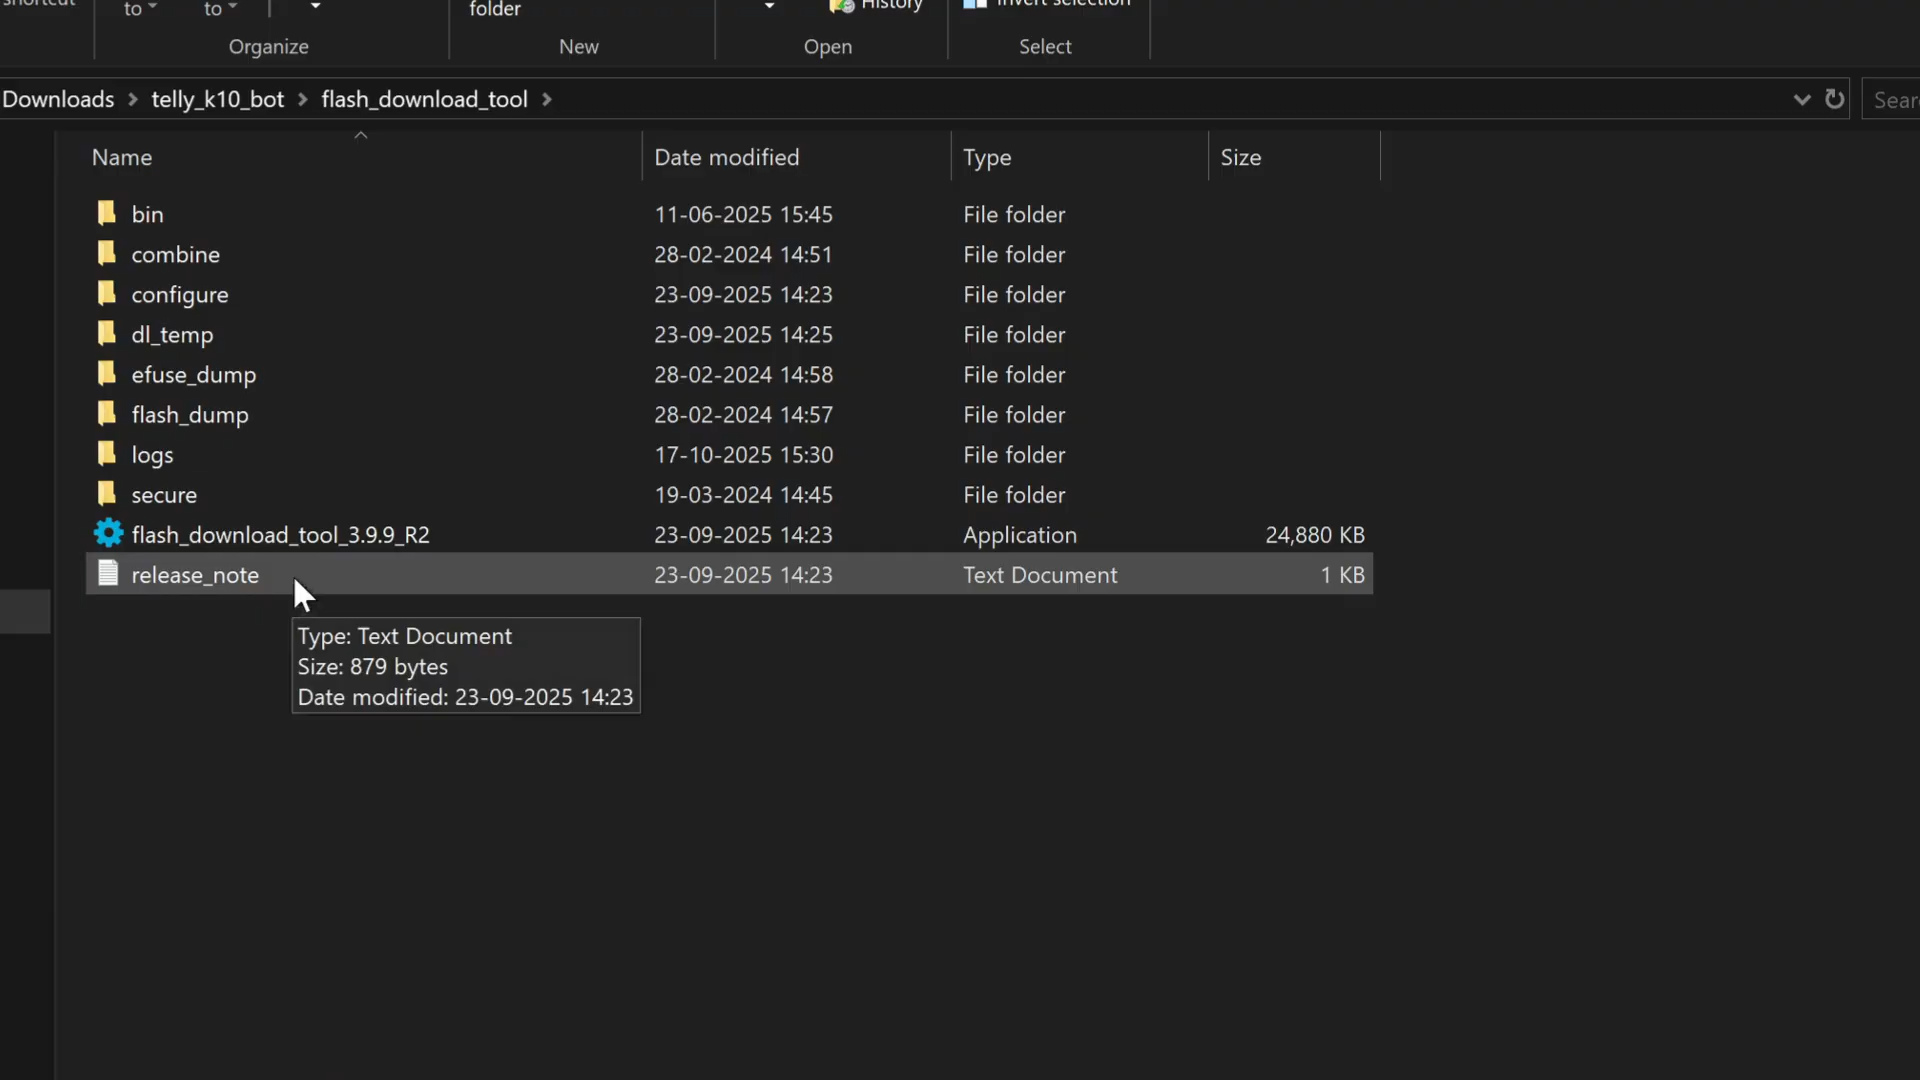 shortcut
to
to
folder
History
Invert selection
Organize
New
Open
Select
Downloads > telly_k10_bot > flash_download_tool >
Sear
Name Date modified Type Size
bin 11-06-2025 15:45 File folder
combine 28-02-2024 14:51 File folder
configure 23-09-2025 14:23 File folder
dl_temp 23-09-2025 14:25 File folder
efuse_dump 28-02-2024 14:58 File folder
flash_dump 28-02-2024 14:57 File folder
logs 17-10-2025 15:30 File folder
secure 19-03-2024 14:45 File folder
flash_download_tool_3.9.9_R2 23-09-2025 14:23 Application 24,880 KB
release_note 23-09-2025 14:23 Text Document 1 KB
Type: Text Document
Size: 879 bytes
Date modified: 23-09-2025 14:23